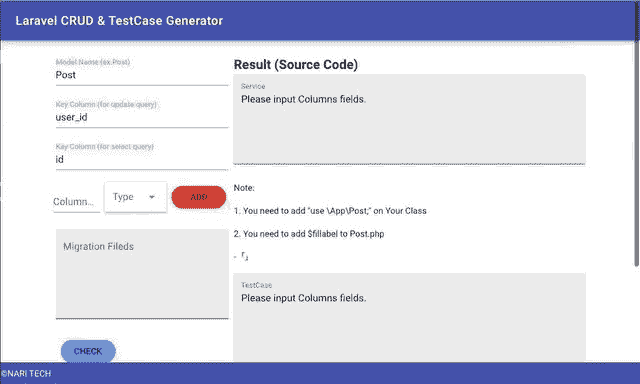 Laravel CRUD & TestCase Generator
Model Name (ex.Post)
Post
Key Column (for update query)
user_id
Key Column (for select query)
id
Column...
Type
ADD
Migration Fileds
CHECK
Result (Source Code)
Service
Please input Columns fields.
Note:
1. You need to add "use \App\Post;" on Your Class
2. You need to add $fillabel to Post.php
TestCase
Please input Columns fields.
©NARI TECH